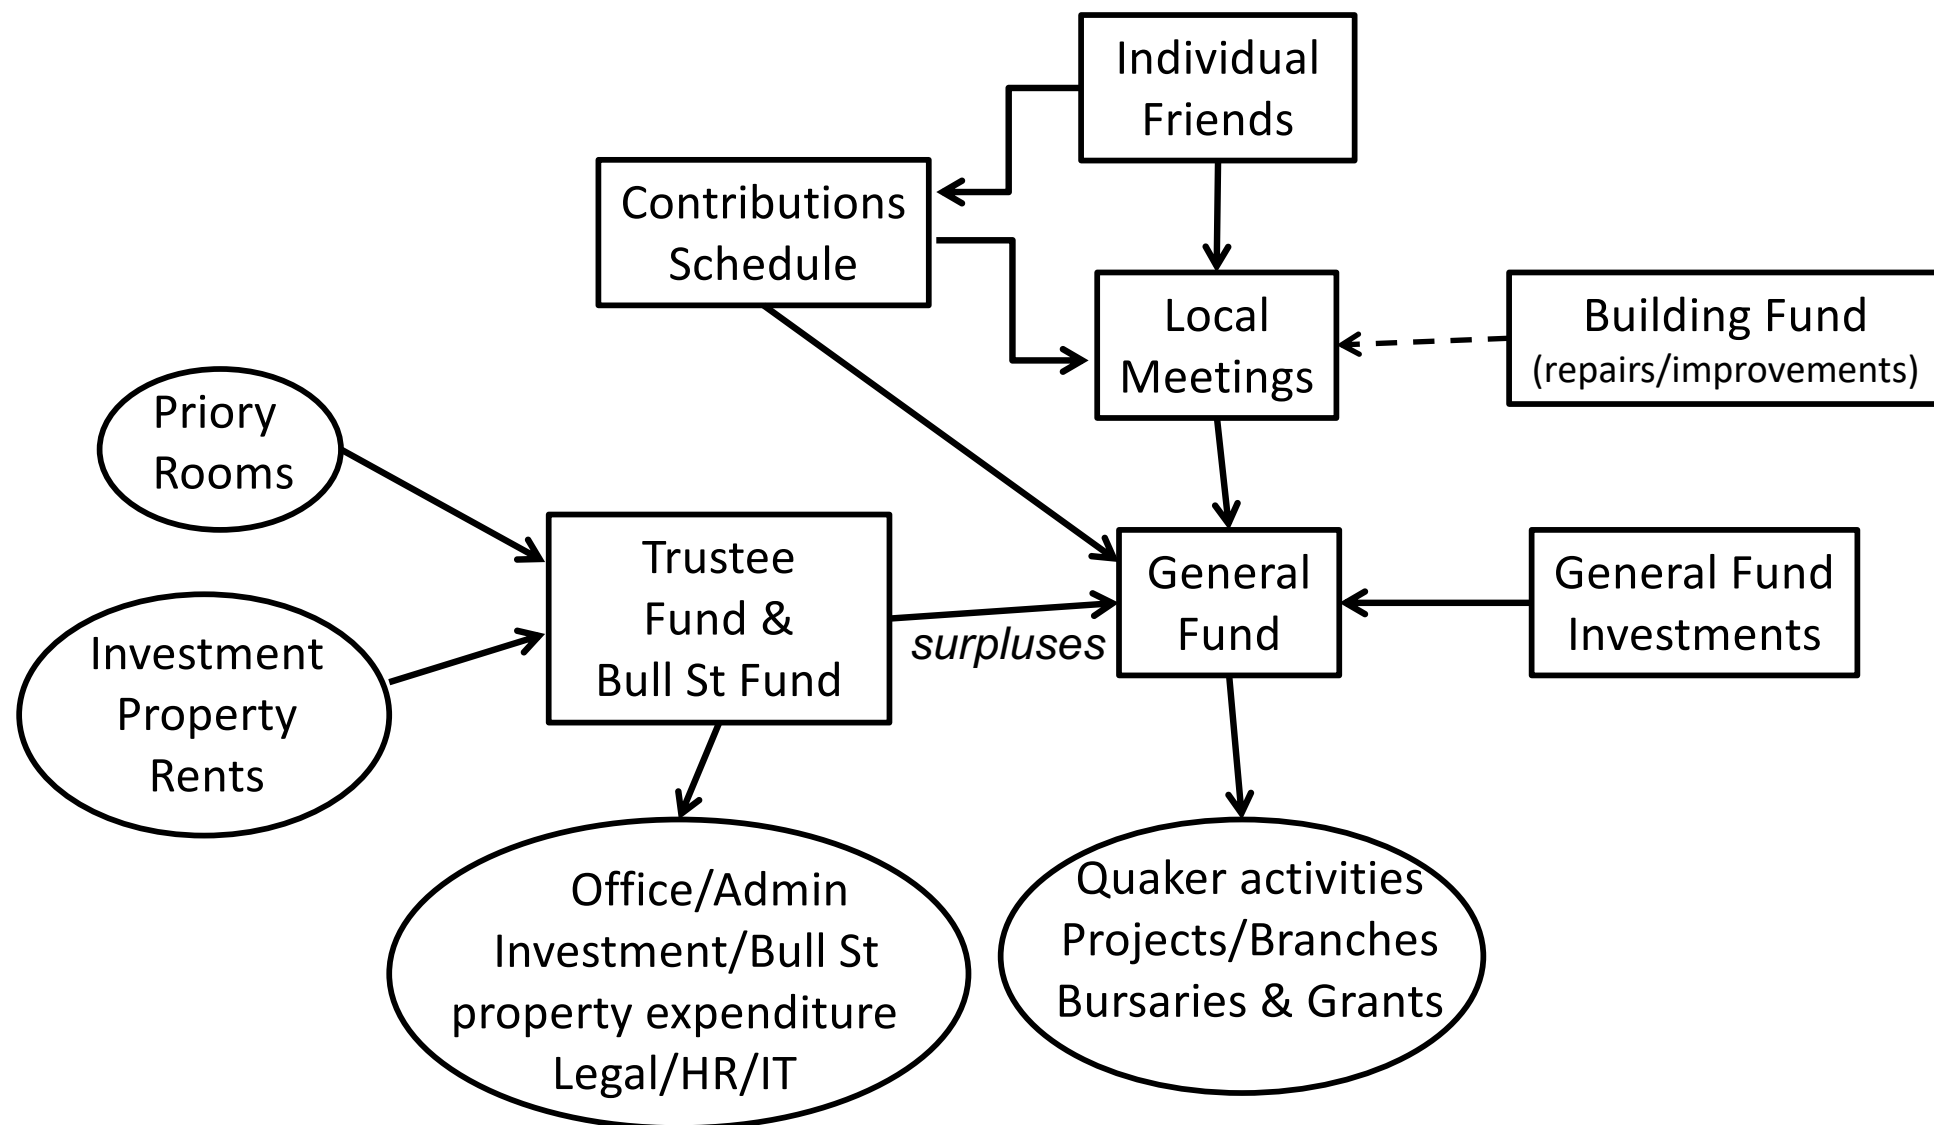 Individual
Friends
Contributions
Schedule
Local
Meetings
Building Fund
(repairs/improvements)
Priory
Rooms
Trustee
Fund &
Bull St Fund
surpluses
General
Fund
General Fund
Investments
Investment
Property
Rents
Office/Admin
Investment/Bull St
property expenditure
Legal/HR/IT
Quaker activities
Projects/Branches
Bursaries & Grants